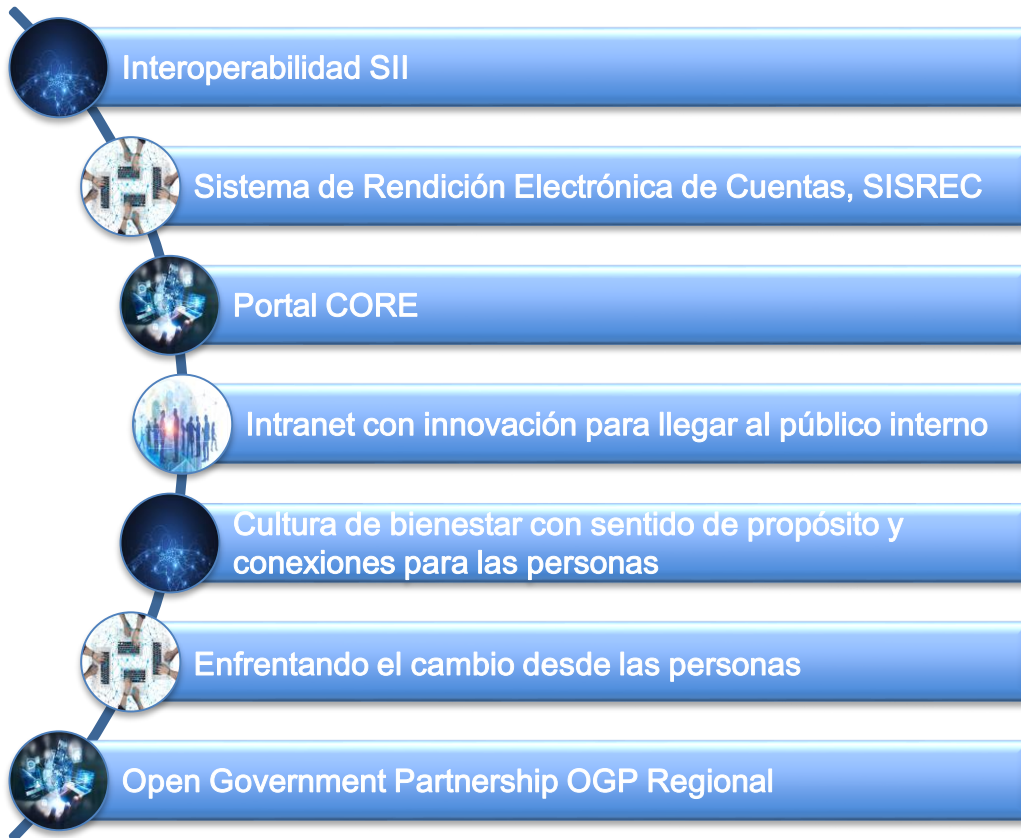 Interoperabilidad SII
Sistema de Rendición Electrónica de Cuentas, SISREC
Portal CORE
Intranet con innovación para llegar al público interno
Cultura de bienestar con sentido de propósito y
conexiones para las personas
Enfrentando el cambio desde las personas
Open Government Partnership OGP Regional